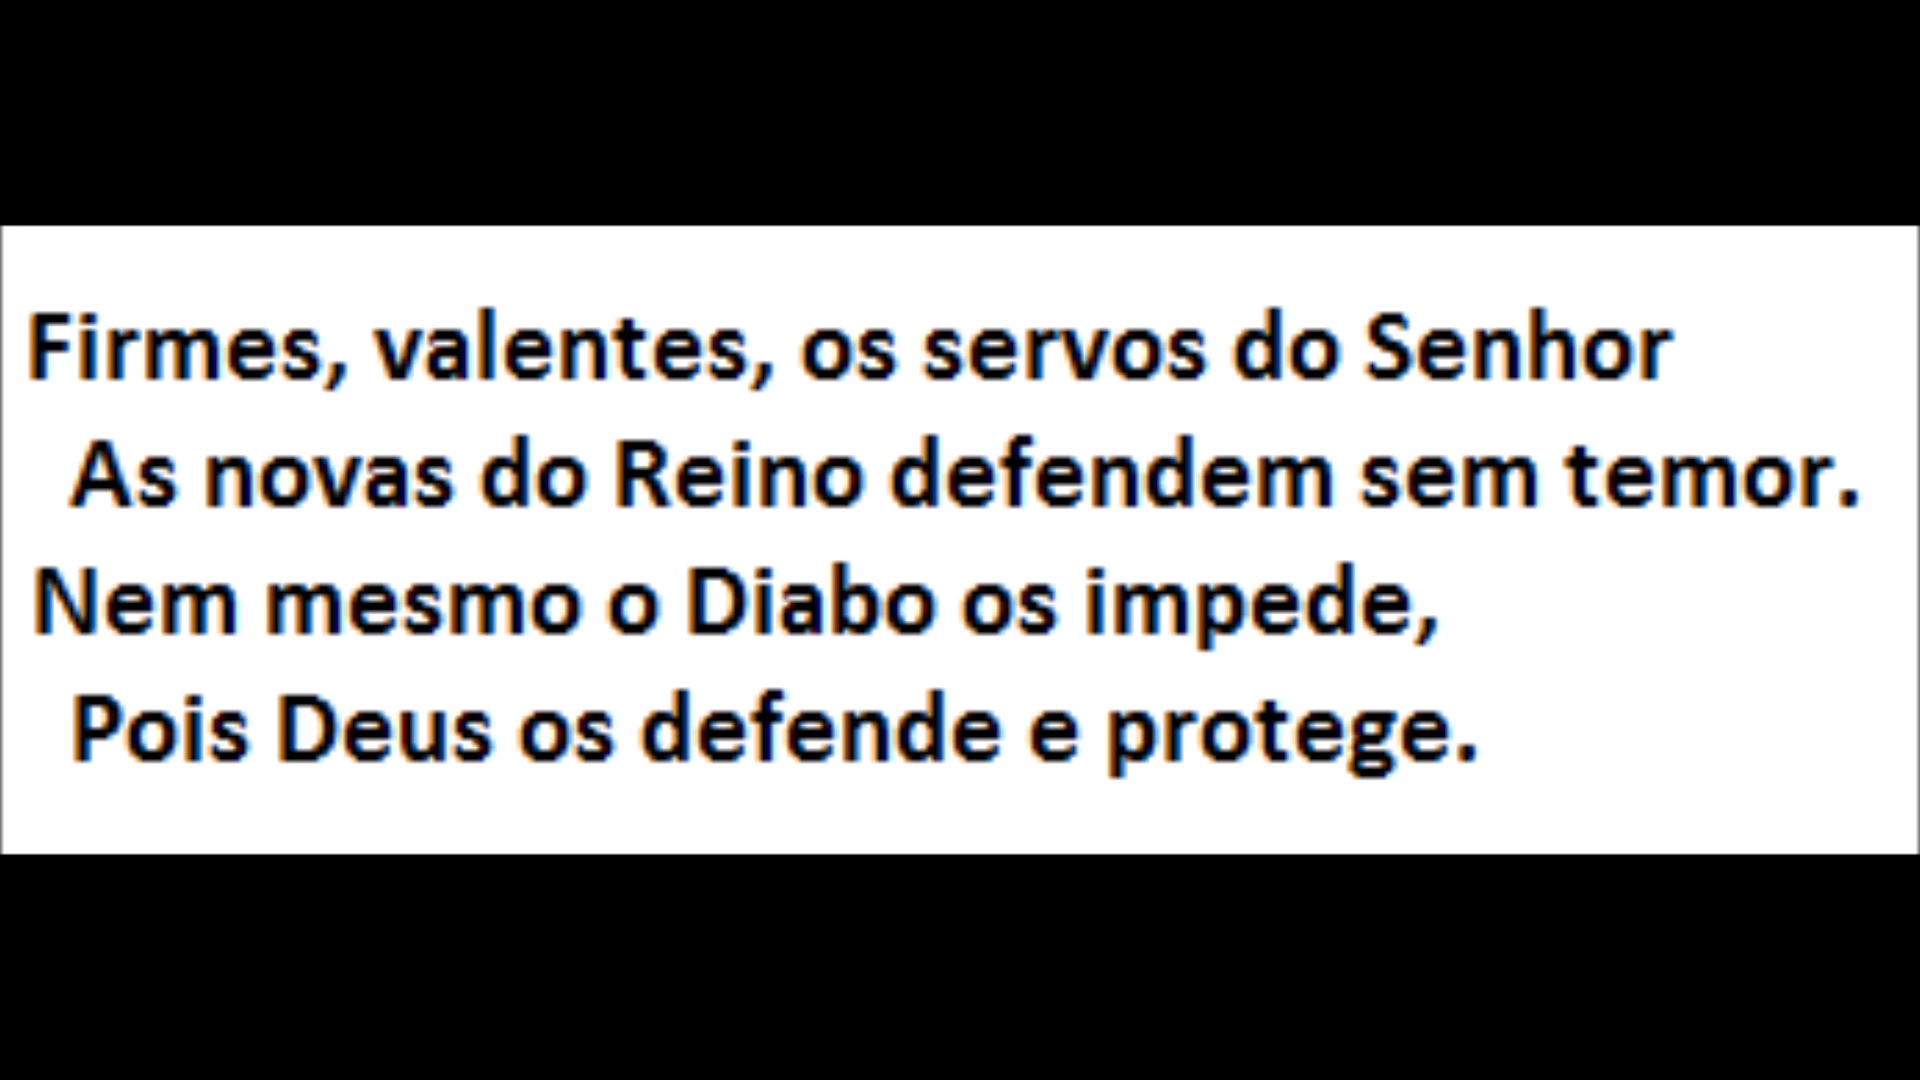 Firmes, valentes, os servos do Senhor
As novas do Reino defendem sem temor.
Nem mesmo o Diabo os impede,
Pois Deus os defende e protege.